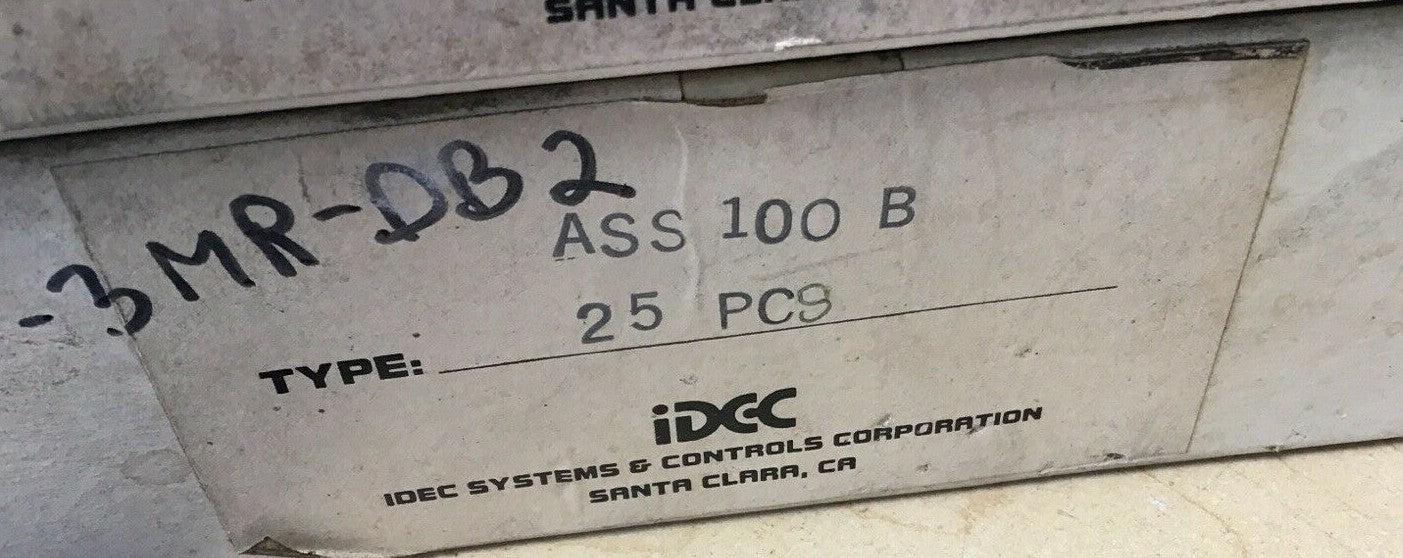 SANTA CLA
-3MR-DB2
ASS 100 B
25 PCS
TYPE:
iDEC
IDEC SYSTEMS & CONTROLS CORPORATION
SANTA CLARA, CA